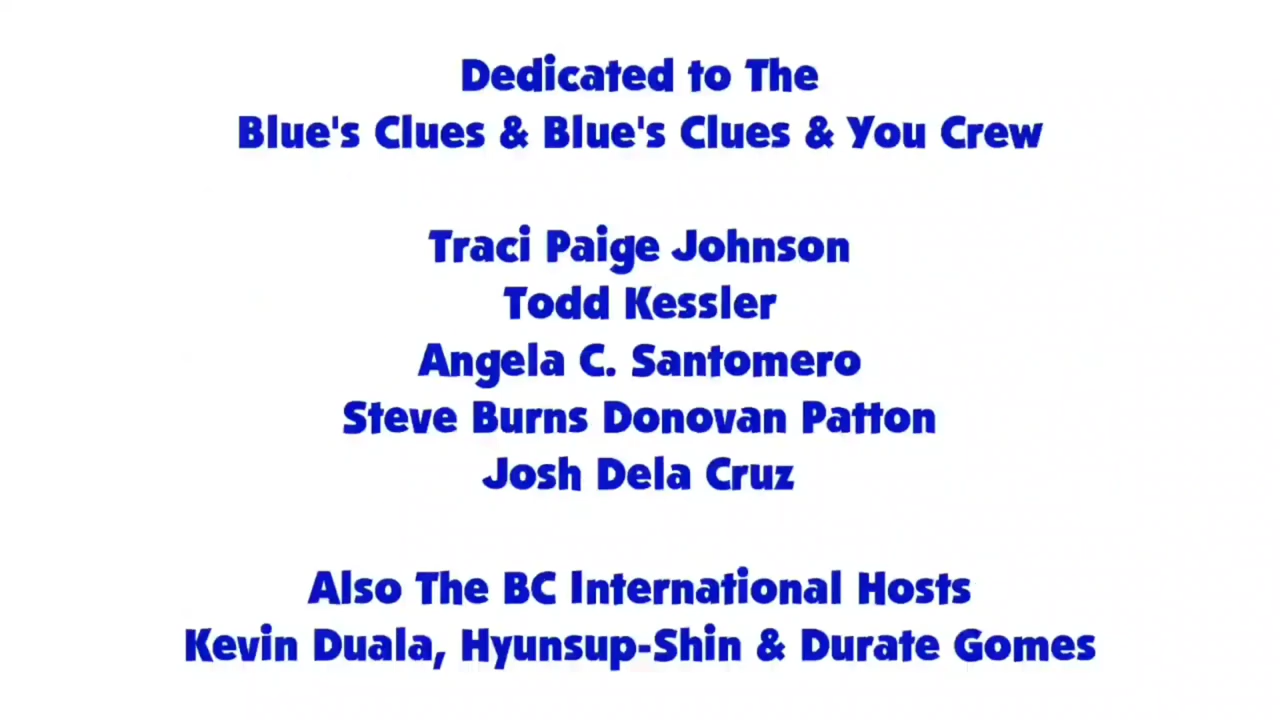 Dedicated to The
Blue's Clues & Blue's Clues & You Crew
Traci Paige Johnson
Todd Kessler
Angela C. Santomero
Steve Burns Donovan Patton
Josh Dela Cruz
Also The BC International Hosts
Kevin Duala, Hyunsup-Shin & Durate Gomes